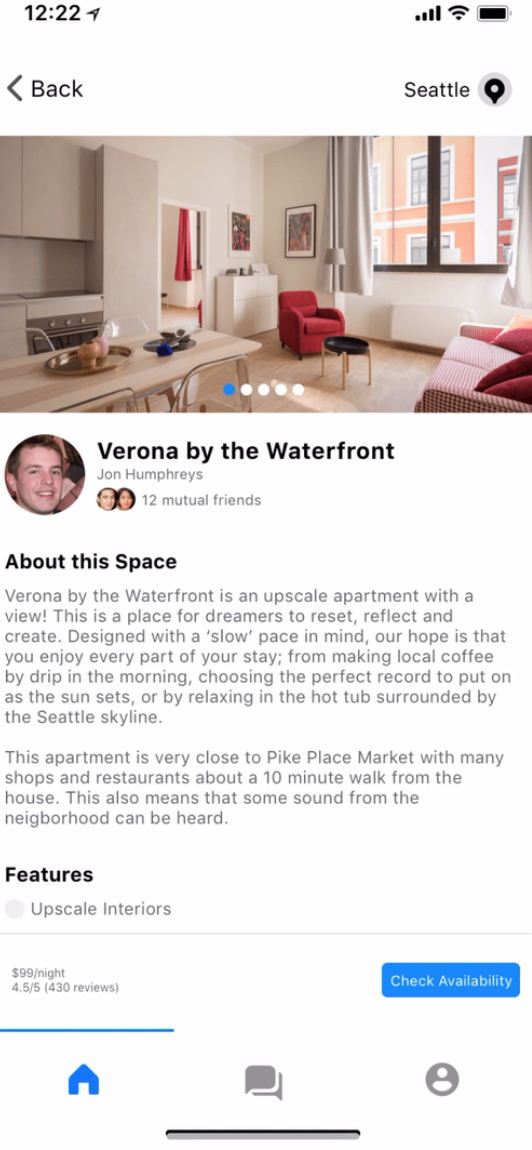 12:22
Back
Seattle
Verona by the Waterfront
Jon Humphreys
12 mutual friends
About this Space
Verona by the Waterfront is an upscale apartment with a
view! This is a place for dreamers to reset, reflect and
create. Designed with a ‘slow’ pace in mind, our hope is that
you enjoy every part of your stay; from making local coffee
by drip in the morning, choosing the perfect record to put on
as the sun sets, or by relaxing in the hot tub surrounded by
the Seattle skyline.
This apartment is very close to Pike Place Market with many
shops and restaurants about a 10 minute walk from the
house. This also means that some sound from the
neigborhood can be heard.
Features
Upscale Interiors
$99/night
4.5/5 (430 reviews)
Check Availability